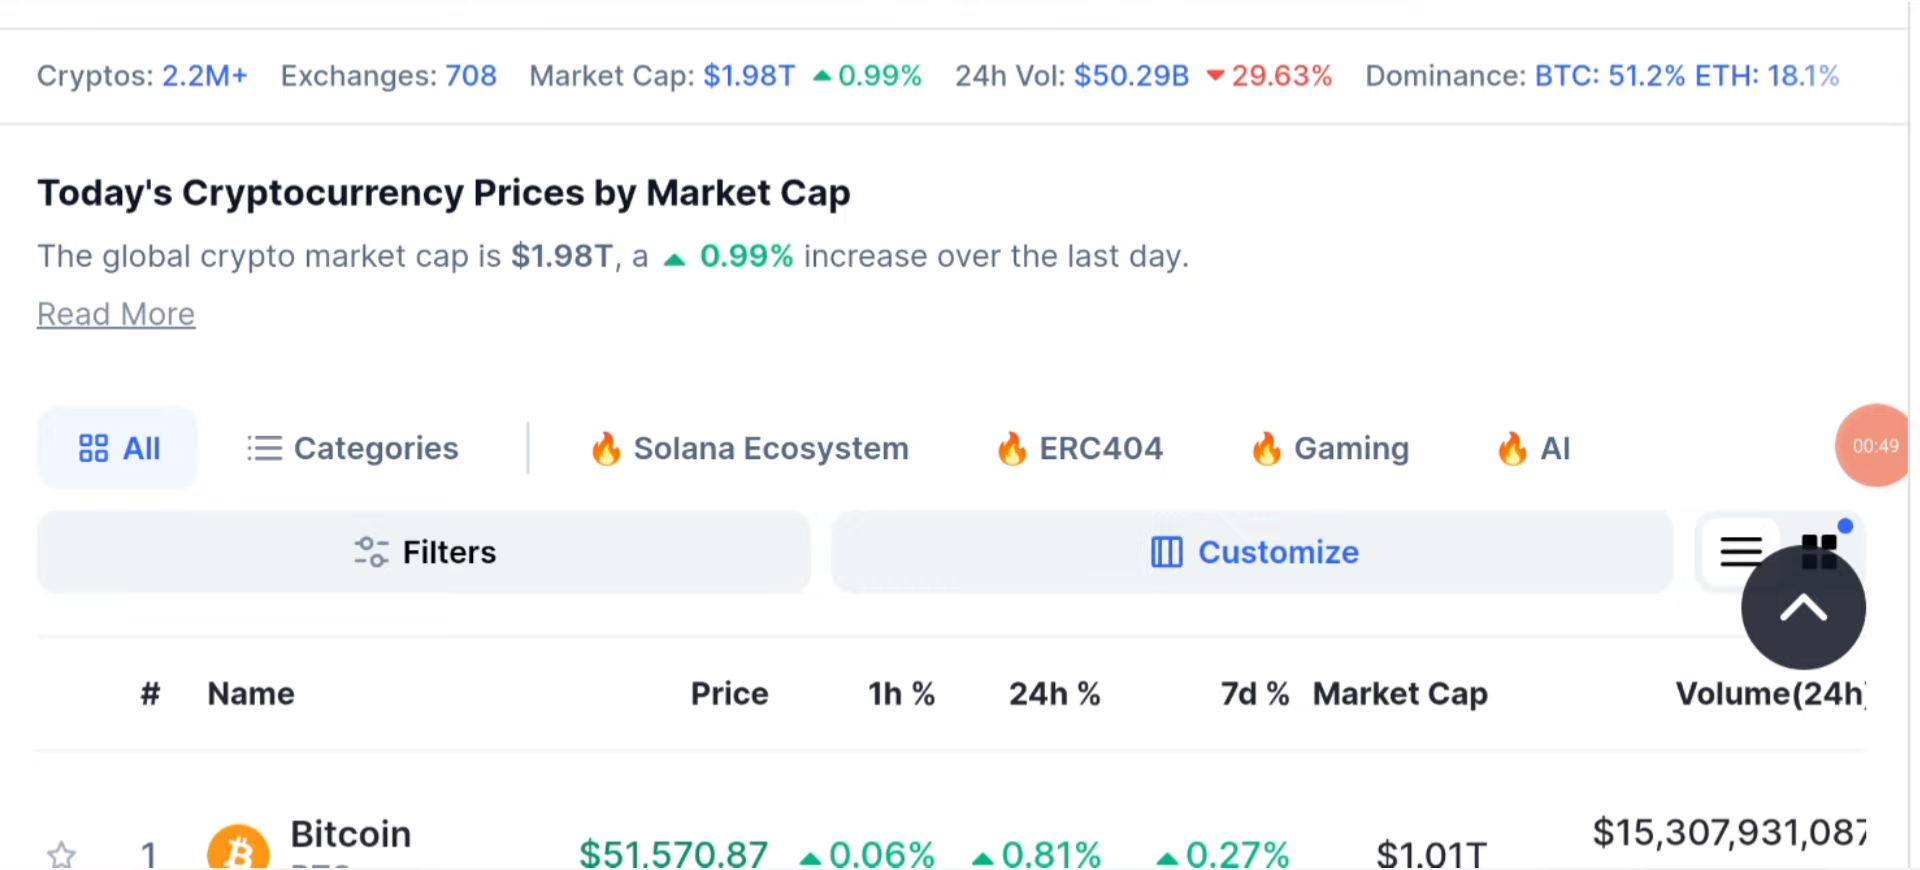 Cryptos: 2.2M+ Exchanges: 708 Market Cap: $1.98T 0.99% 24h Vol: $50.29B 29.63% Dominance: BTC: 51.2% ETH: 18.1%
Today's Cryptocurrency Prices by Market Cap
The global crypto market cap is $1.98T, a 0.99% increase over the last day.
Read More
All Categories Solana Ecosystem ERC404 Gaming AI
00:49
Filters Customize
# Name Price 1h % 24h % 7d % Market Cap Volume(24h)
1 Bitcoin $51,570.87 0.06% 0.81% 0.27% $1.01T $15,307,931,087